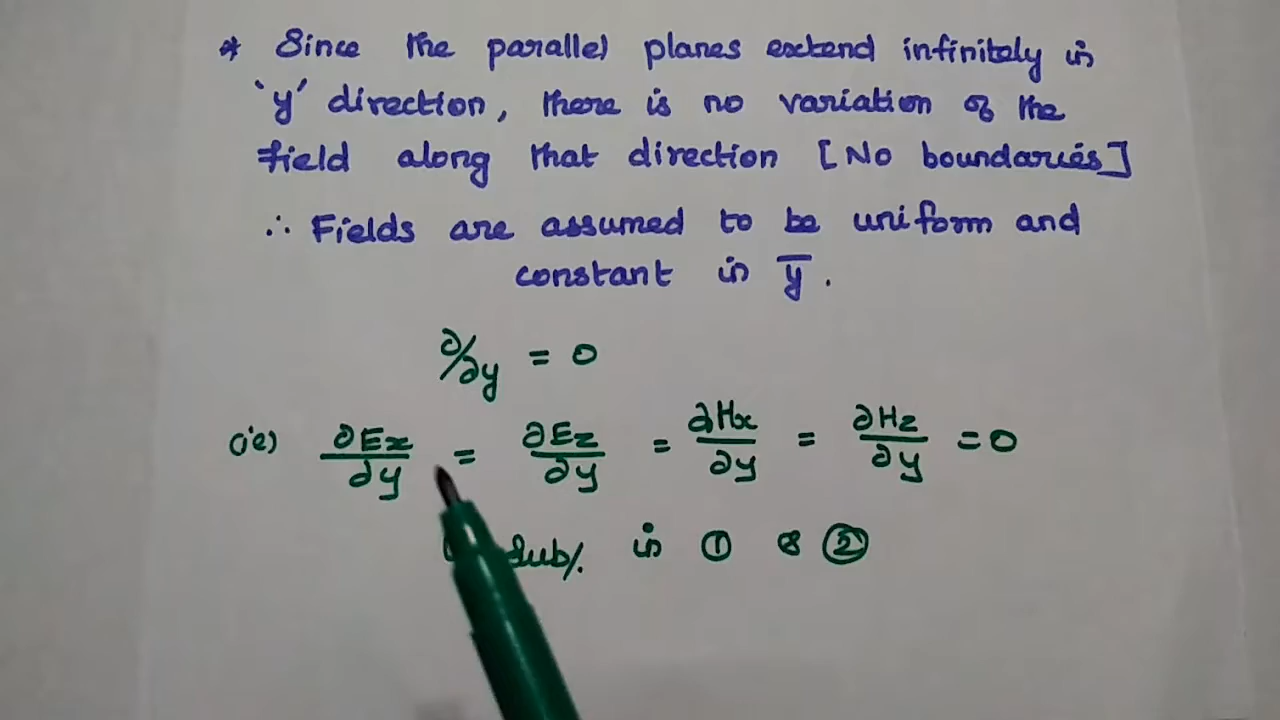 * Since the parallel planes extend infinitely in
'y' direction, there is no variation of the
field along that direction [No boundaries]
∴ Fields are assumed to be uniform and
constant in y̅.
∂/∂y = 0
(ie) ∂Ex/∂y = ∂Ez/∂y = ∂Hx/∂y = ∂Hz/∂y = 0
Sub/. in ① & ②